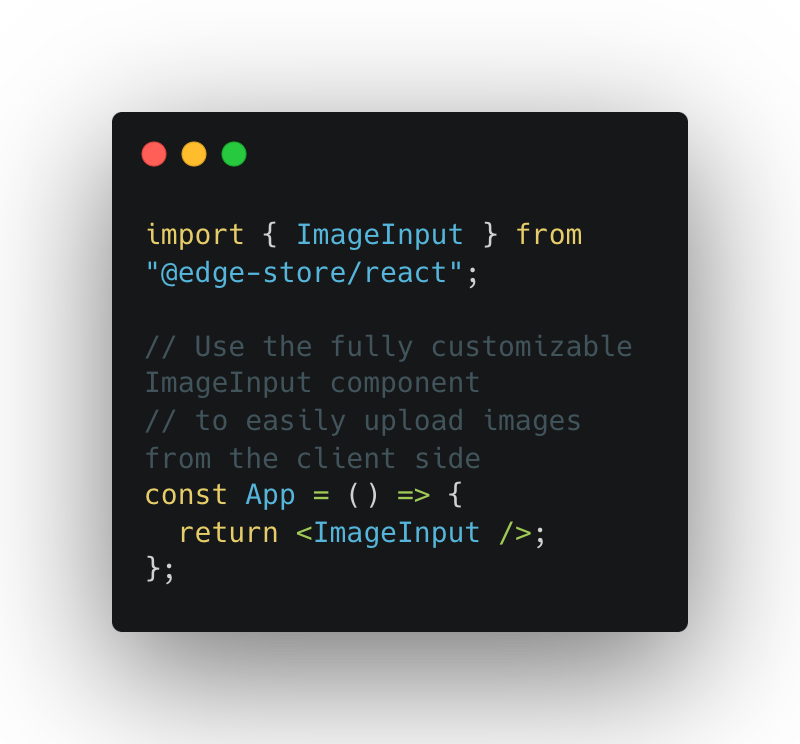 import { ImageInput } from
"@edge-store/react";
// Use the fully customizable
ImageInput component
// to easily upload images
from the client side
const App = () => {
  return <ImageInput />;
};